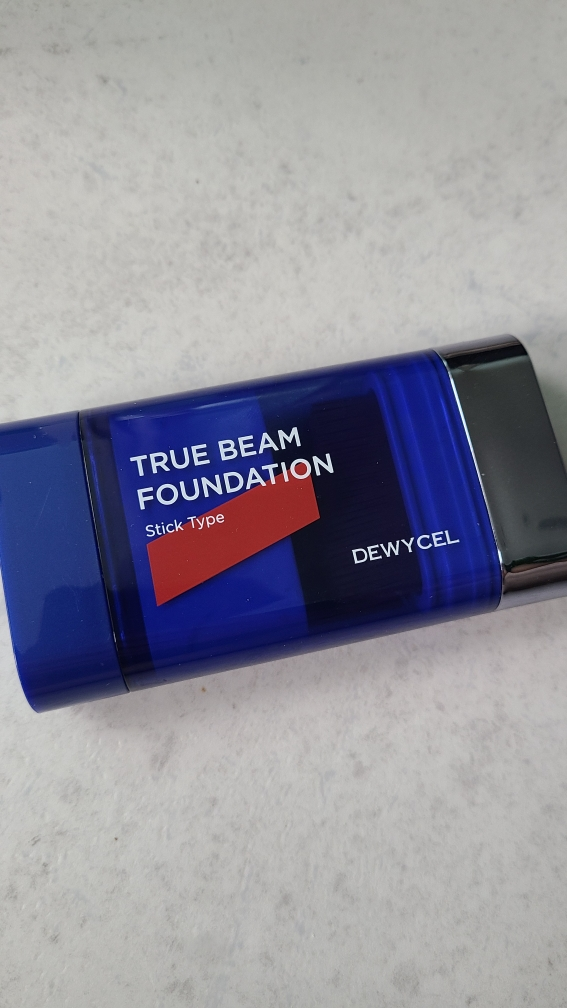 TRUE BEAM
FOUNDATION
Stick Type
DEWYCEL